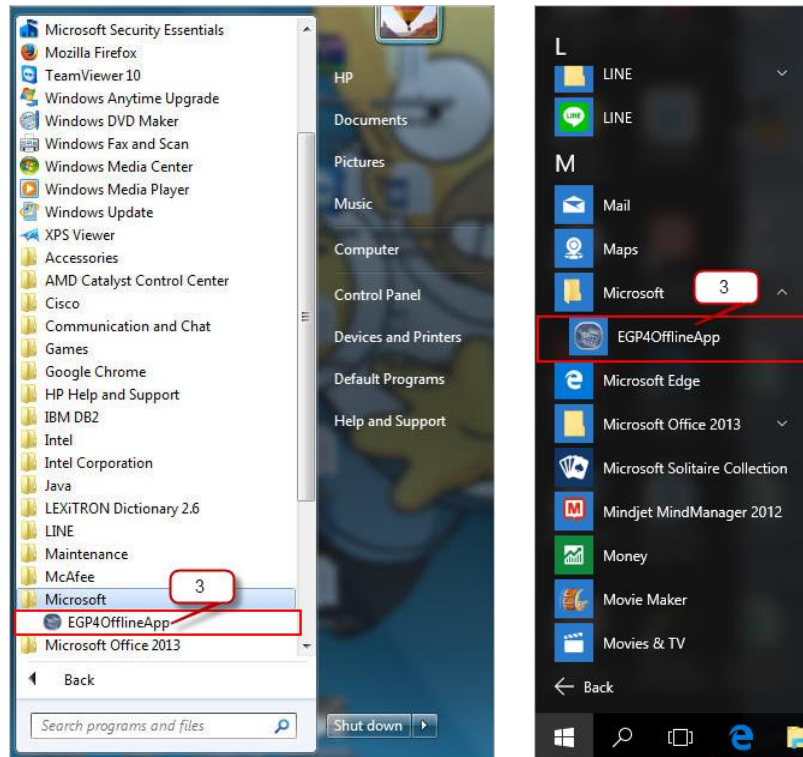 Microsoft Security Essentials
Mozilla Firefox
TeamViewer 10
Windows Anytime Upgrade
Windows DVD Maker
Windows Fax and Scan
Windows Media Center
Windows Media Player
Windows Update
XPS Viewer
Accessories
AMD Catalyst Control Center
Cisco
Communication and Chat
Games
Google Chrome
HP Help and Support
IBM DB2
Intel
Intel Corporation
Java
LEXiTRON Dictionary 2.6
LINE
Maintenance
McAfee
Microsoft
3
EGP4OfflineApp
Microsoft Office 2013
Back
Search programs and files
HP
Documents
Pictures
Music
Computer
Control Panel
Devices and Printers
Default Programs
Help and Support
Shut down
L
LINE
LINE
M
Mail
Maps
Microsoft
3
EGP4OfflineApp
Microsoft Edge
Microsoft Office 2013
Microsoft Solitaire Collection
Mindjet MindManager 2012
Money
Movie Maker
Movies & TV
Back